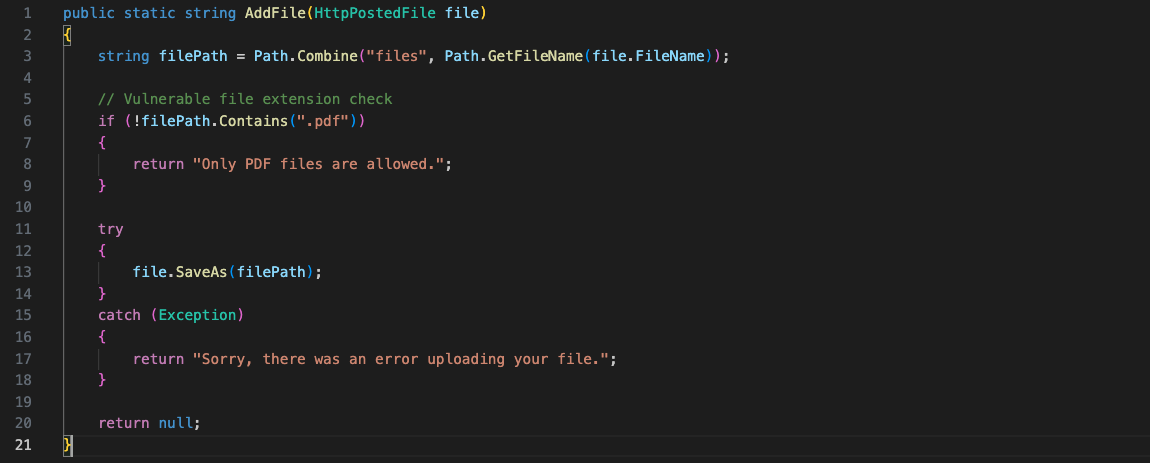 1 public static string AddFile(HttpPostedFile file)
2 {
3 string filePath = Path.Combine("files", Path.GetFileName(file.FileName));
4
5 // Vulnerable file extension check
6 if (!filePath.Contains(".pdf"))
7 {
8 return "Only PDF files are allowed.";
9 }
10
11 try
12 {
13 file.SaveAs(filePath);
14 }
15 catch (Exception)
16 {
17 return "Sorry, there was an error uploading your file.";
18 }
19
20 return null;
21 }